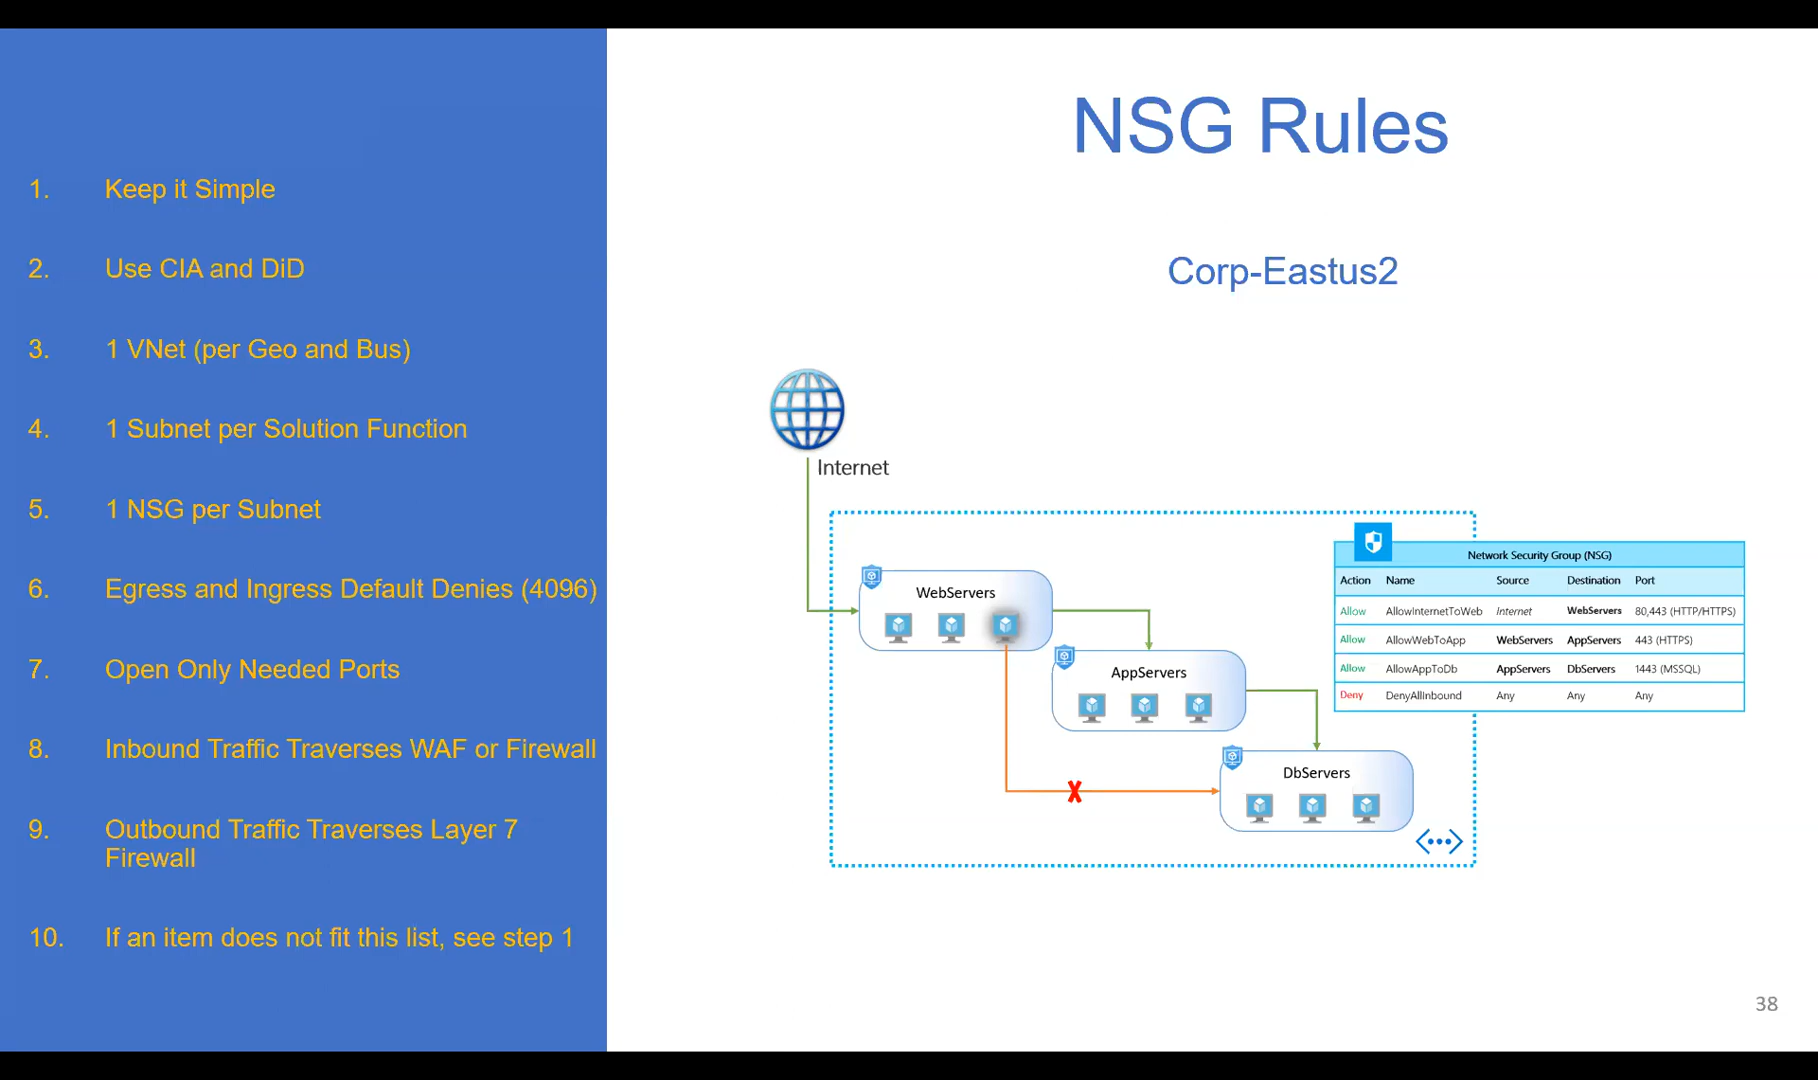 NSG Rules
Corp-Eastus2
1. Keep it Simple
2. Use CIA and DiD
3. 1 VNet (per Geo and Bus)
4. 1 Subnet per Solution Function
5. 1 NSG per Subnet
6. Egress and Ingress Default Denies (4096)
7. Open Only Needed Ports
8. Inbound Traffic Traverses WAF or Firewall
9. Outbound Traffic Traverses Layer 7
Firewall
10. If an item does not fit this list, see step 1
Internet
WebServers
AppServers
DbServers
Network Security Group (NSG)
Action Name Source Destination Port
Allow AllowInternetToWeb Internet WebServers 80,443 (HTTP/HTTPS)
Allow AllowWebToApp WebServers AppServers 443 (HTTPS)
Allow AllowAppToDb AppServers DbServers 1443 (MSSQL)
Deny DenyAllInbound Any Any Any
38